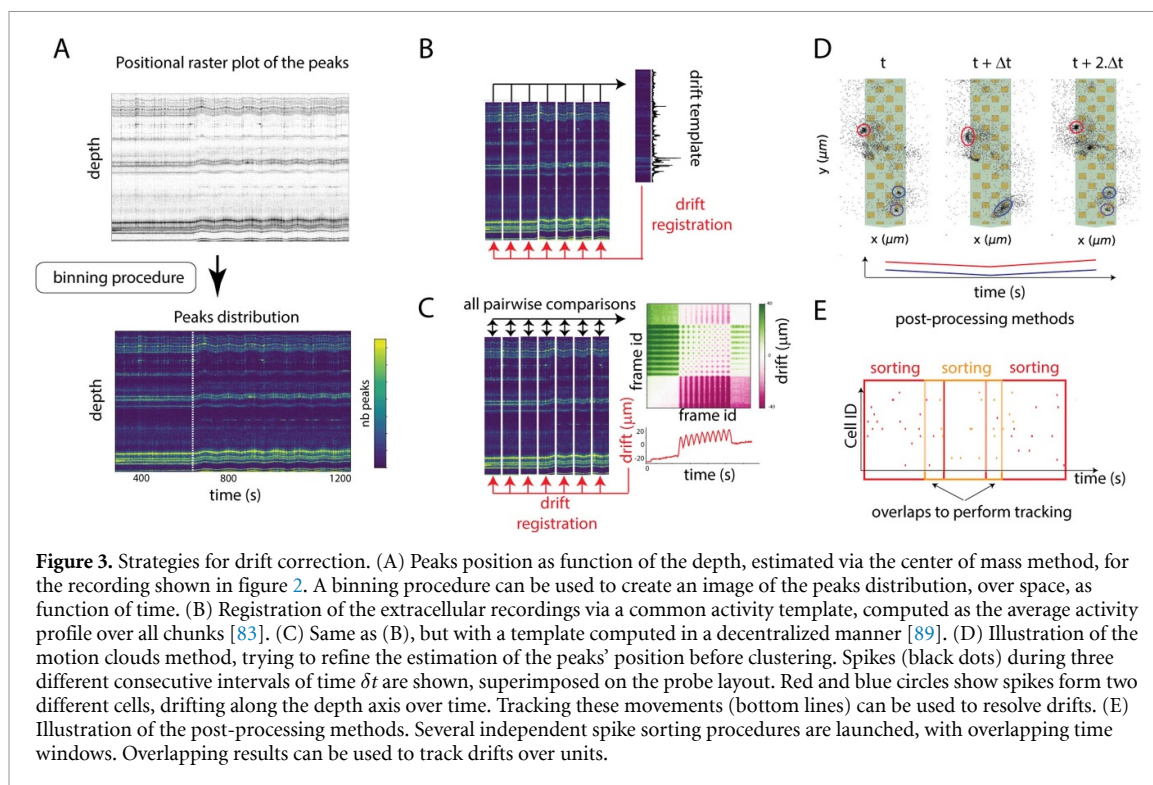 A
Positional raster plot of the peaks
depth
binning procedure
Peaks distribution
depth
nb peaks
400
800
1200
time (s)
B
drift template
drift
registration
C
all pairwise comparisons
frame id
frame id
40
0
-40
drift (μm)
drift (μm)
20
0
-20
0
time (s)
drift
registration
D
t
t + Δt
t + 2.Δt
y (μm)
x (μm)
x (μm)
x (μm)
time (s)
E
post-processing methods
sorting
sorting
sorting
Cell ID
time (s)
overlaps to perform tracking
Figure 3. Strategies for drift correction. (A) Peaks position as function of the depth, estimated via the center of mass method, for
the recording shown in figure 2. A binning procedure can be used to create an image of the peaks distribution, over space, as
function of time. (B) Registration of the extracellular recordings via a common activity template, computed as the average activity
profile over all chunks [83]. (C) Same as (B), but with a template computed in a decentralized manner [89]. (D) Illustration of the
motion clouds method, trying to refine the estimation of the peaks' position before clustering. Spikes (black dots) during three
different consecutive intervals of time δt are shown, superimposed on the probe layout. Red and blue circles show spikes form two
different cells, drifting along the depth axis over time. Tracking these movements (bottom lines) can be used to resolve drifts. (E)
Illustration of the post-processing methods. Several independent spike sorting procedures are launched, with overlapping time
windows. Overlapping results can be used to track drifts over units.